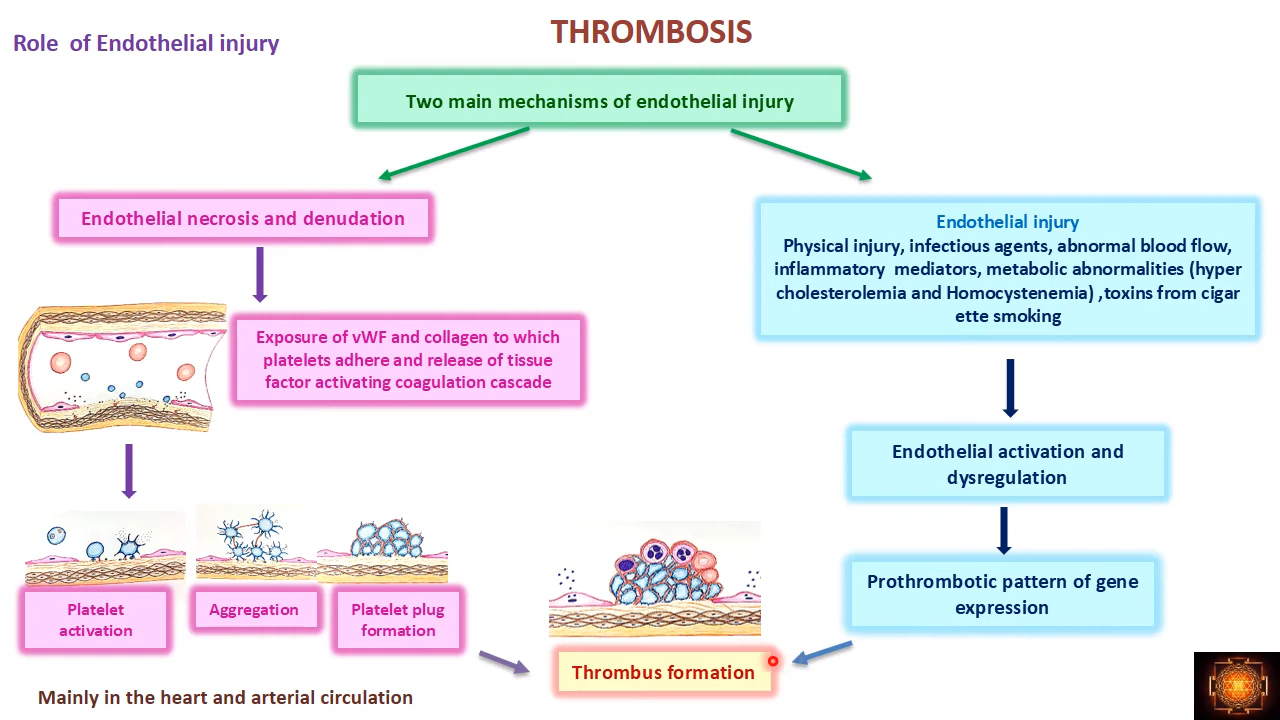 THROMBOSIS
Role of Endothelial injury
Two main mechanisms of endothelial injury
Endothelial necrosis and denudation
Exposure of vWF and collagen to which
platelets adhere and release of tissue
factor activating coagulation cascade
Platelet
activation
Aggregation
Platelet plug
formation
Endothelial injury
Physical injury, infectious agents, abnormal blood flow,
inflammatory mediators, metabolic abnormalities (hyper
cholesterolemia and Homocystenemia) ,toxins from cigar
ette smoking
Endothelial activation and
dysregulation
Prothrombotic pattern of gene
expression
Thrombus formation
Mainly in the heart and arterial circulation